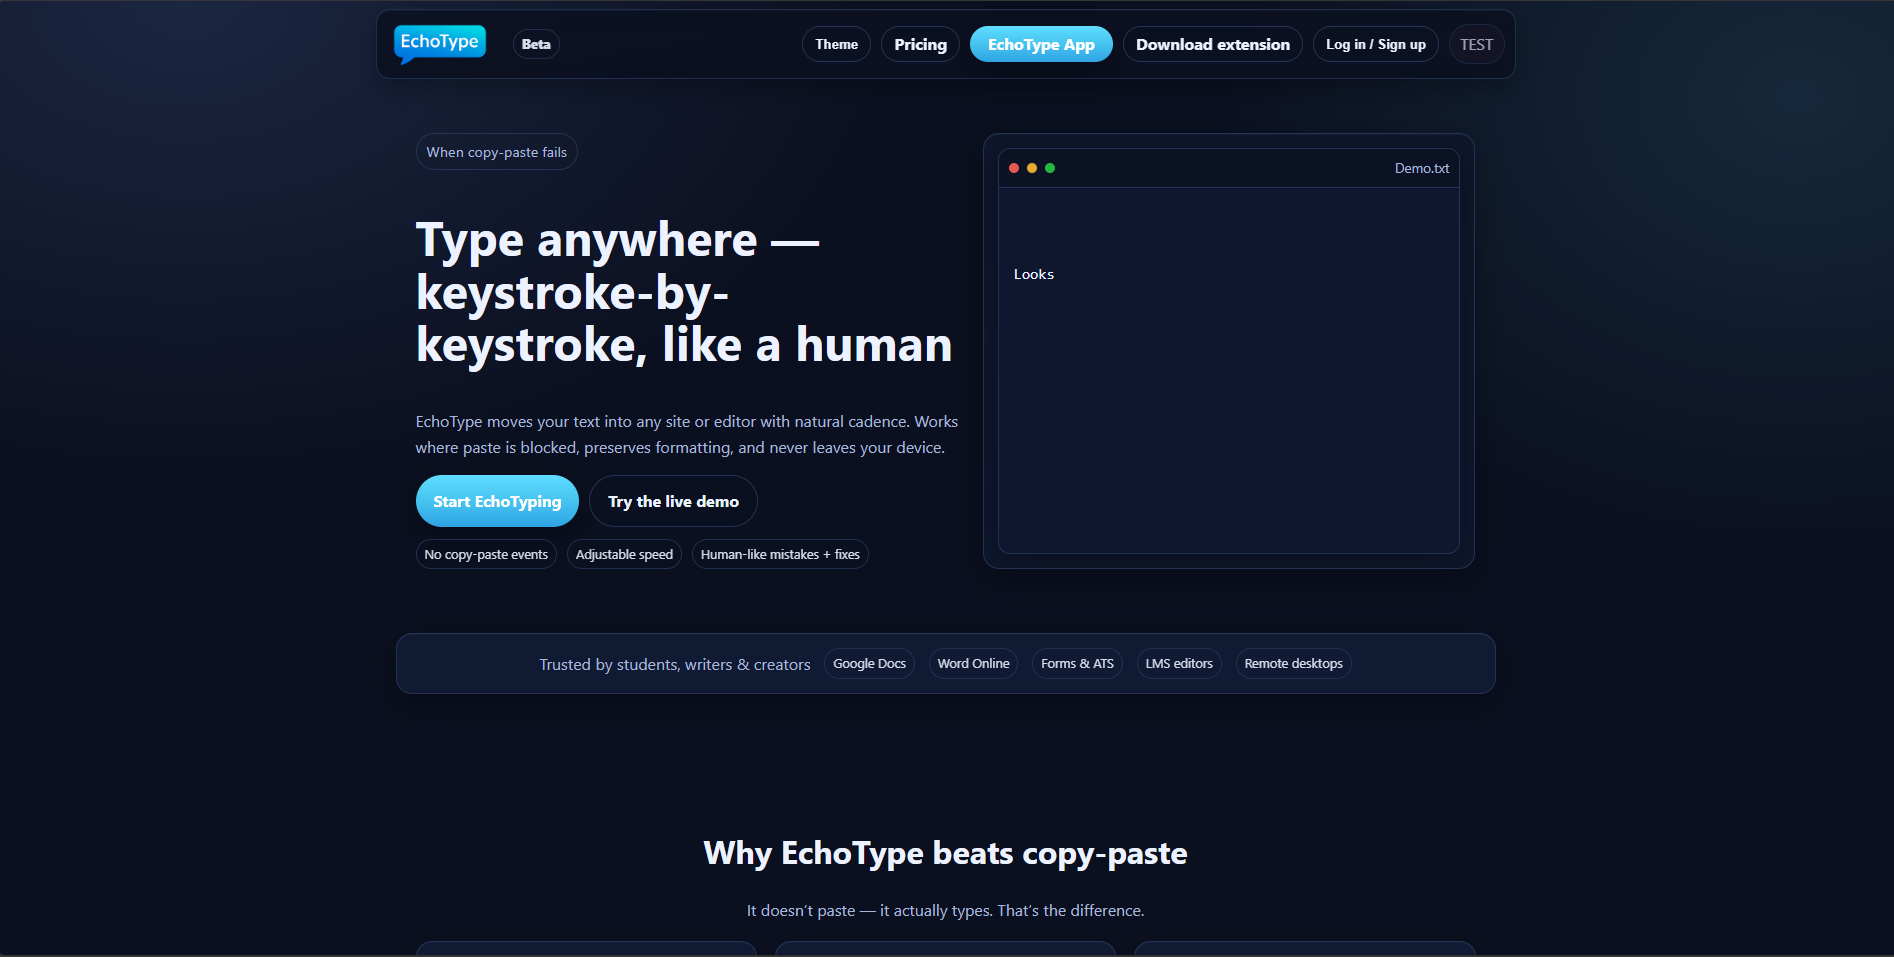 EchoType
Beta
Theme
Pricing
EchoType App
Download extension
Log in / Sign up
TEST
When copy-paste fails
Type anywhere —
keystroke-by-
keystroke, like a human
EchoType moves your text into any site or editor with natural cadence. Works
where paste is blocked, preserves formatting, and never leaves your device.
Start EchoTyping
Try the live demo
No copy-paste events
Adjustable speed
Human-like mistakes + fixes
Demo.txt
Looks
Trusted by students, writers & creators
Google Docs
Word Online
Forms & ATS
LMS editors
Remote desktops
Why EchoType beats copy-paste
It doesn’t paste — it actually types. That’s the difference.